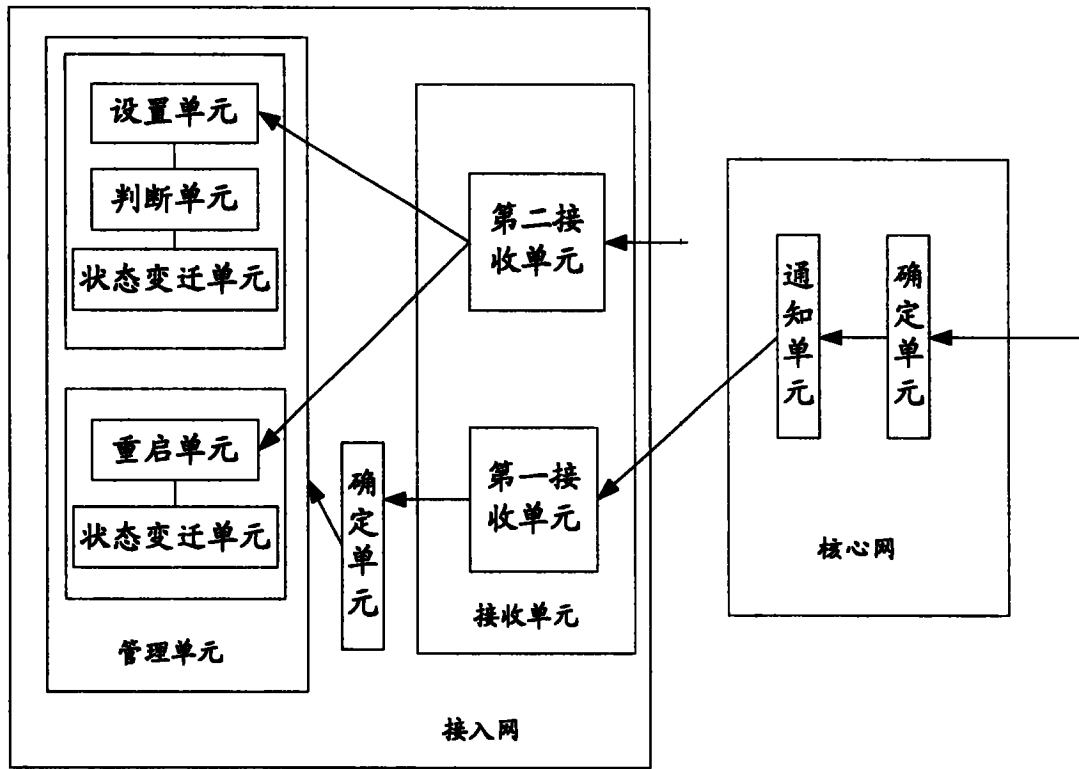 设置单元
判断单元
状态变迁单元
重启单元
状态变迁单元
管理单元
确定单元
第二接
收单元
第一接
收单元
接收单元
接入网
通知单元
确定单元
核心网